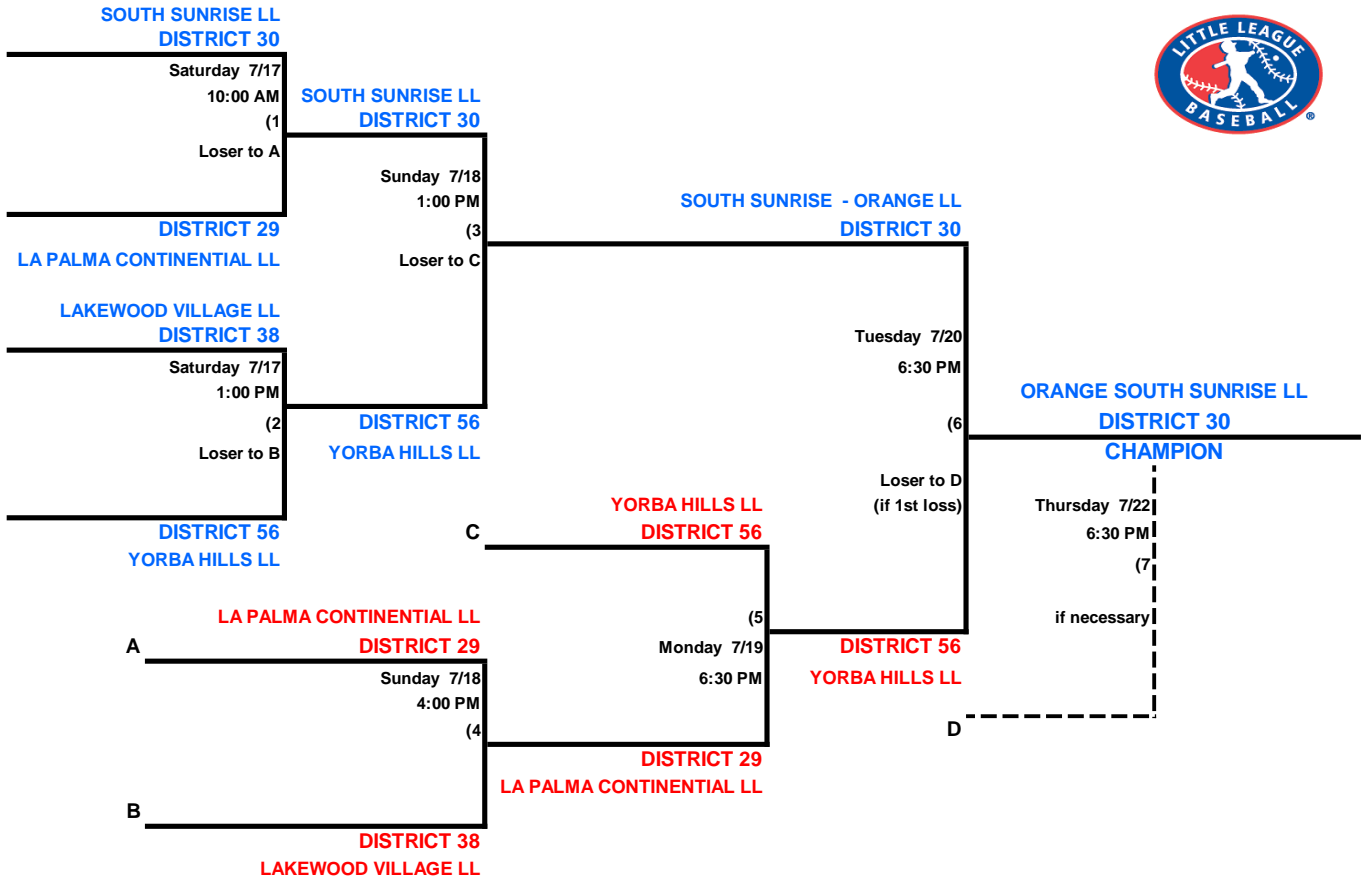 SOUTH SUNRISE LL
DISTRICT 30
Saturday 7/17
10:00 AM
(1
Loser to A
DISTRICT 29
LA PALMA CONTINENTIAL LL
LAKEWOOD VILLAGE LL
DISTRICT 38
Saturday 7/17
1:00 PM
(2
Loser to B
DISTRICT 56
YORBA HILLS LL
SOUTH SUNRISE LL
DISTRICT 30
Sunday 7/18
1:00 PM
(3
Loser to C
DISTRICT 56
YORBA HILLS LL
SOUTH SUNRISE - ORANGE LL
DISTRICT 30
Tuesday 7/20
6:30 PM
(6
Loser to D
(if 1st loss)
LITTLE LEAGUE
BASEBALL
®
ORANGE SOUTH SUNRISE LL
DISTRICT 30
CHAMPION
Thursday 7/22
6:30 PM
(7
if necessary
D
C
YORBA HILLS LL
DISTRICT 56
(5
Monday 7/19
6:30 PM
DISTRICT 56
YORBA HILLS LL
A
LA PALMA CONTINENTIAL LL
DISTRICT 29
Sunday 7/18
4:00 PM
(4
DISTRICT 29
LA PALMA CONTINENTIAL LL
B
DISTRICT 38
LAKEWOOD VILLAGE LL